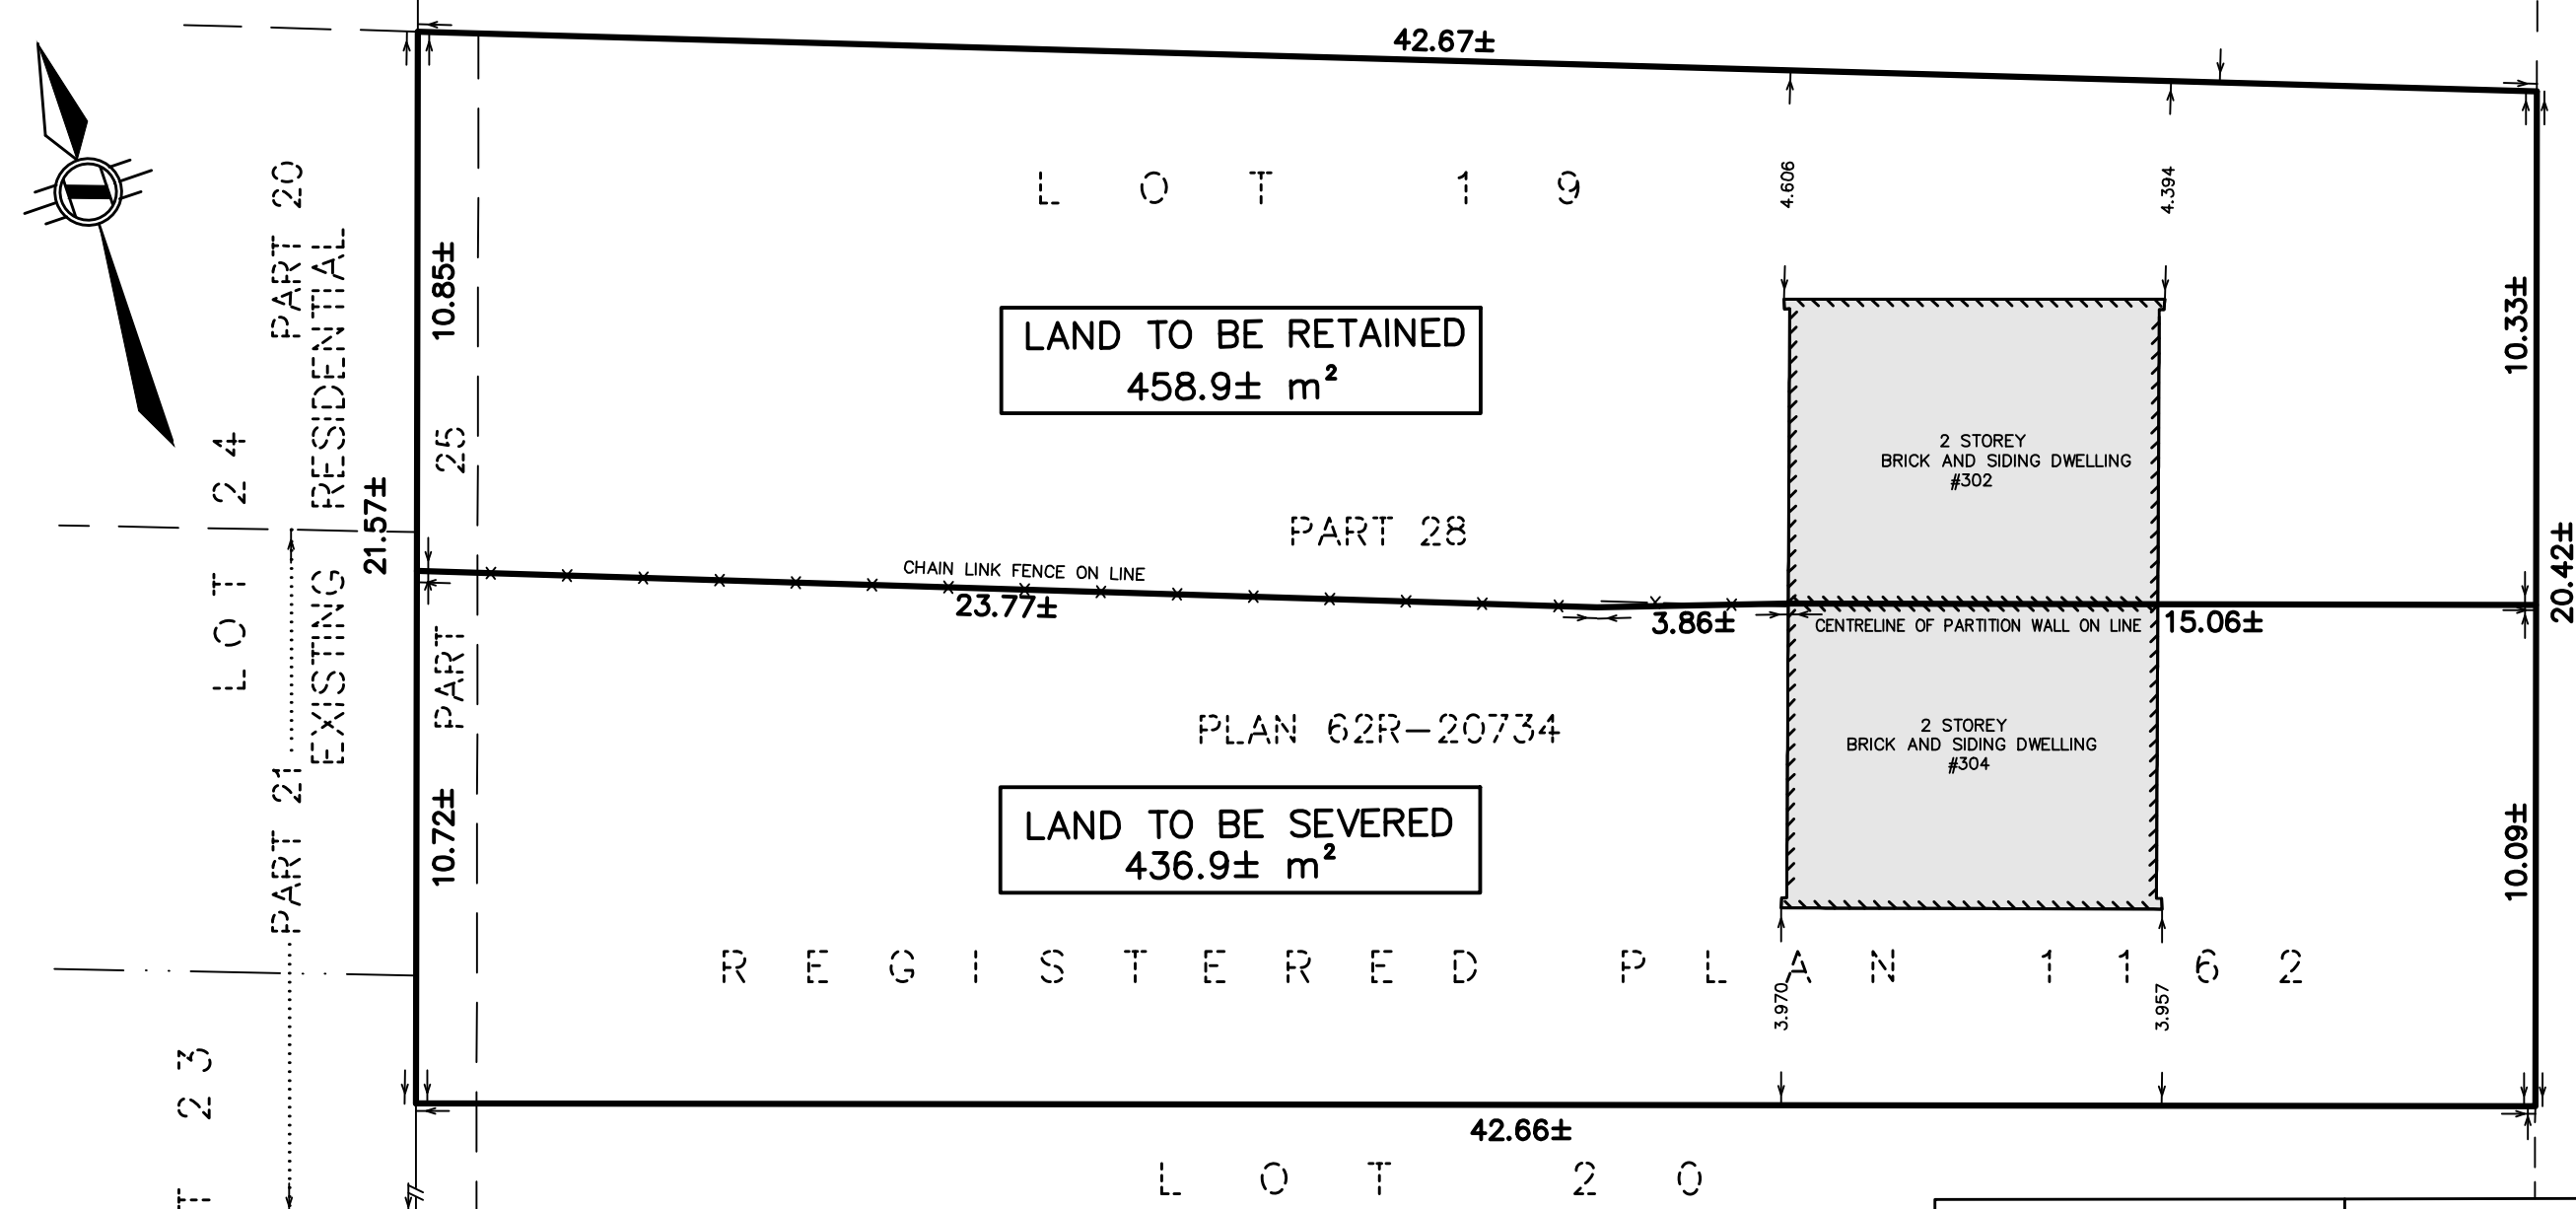 42.67±
PART 20
EXISTING RESIDENTIAL
LOT 19
4.606
4.394
10.85±
10.33±
LAND TO BE RETAINED
458.9± m²
2 STOREY
BRICK AND SIDING DWELLING
#302
LOT 24
PART 25
21.57±
PART 28
CHAIN LINK FENCE ON LINE
23.77±
3.86±
CENTRELINE OF PARTITION WALL ON LINE
15.06±
20.42±
PLAN 62R-20734
2 STOREY
BRICK AND SIDING DWELLING
#304
PART 21
10.72±
LAND TO BE SEVERED
436.9± m²
10.09±
REGISTERED PLAN 1162
3.970
3.957
T 23
42.66±
LOT 20